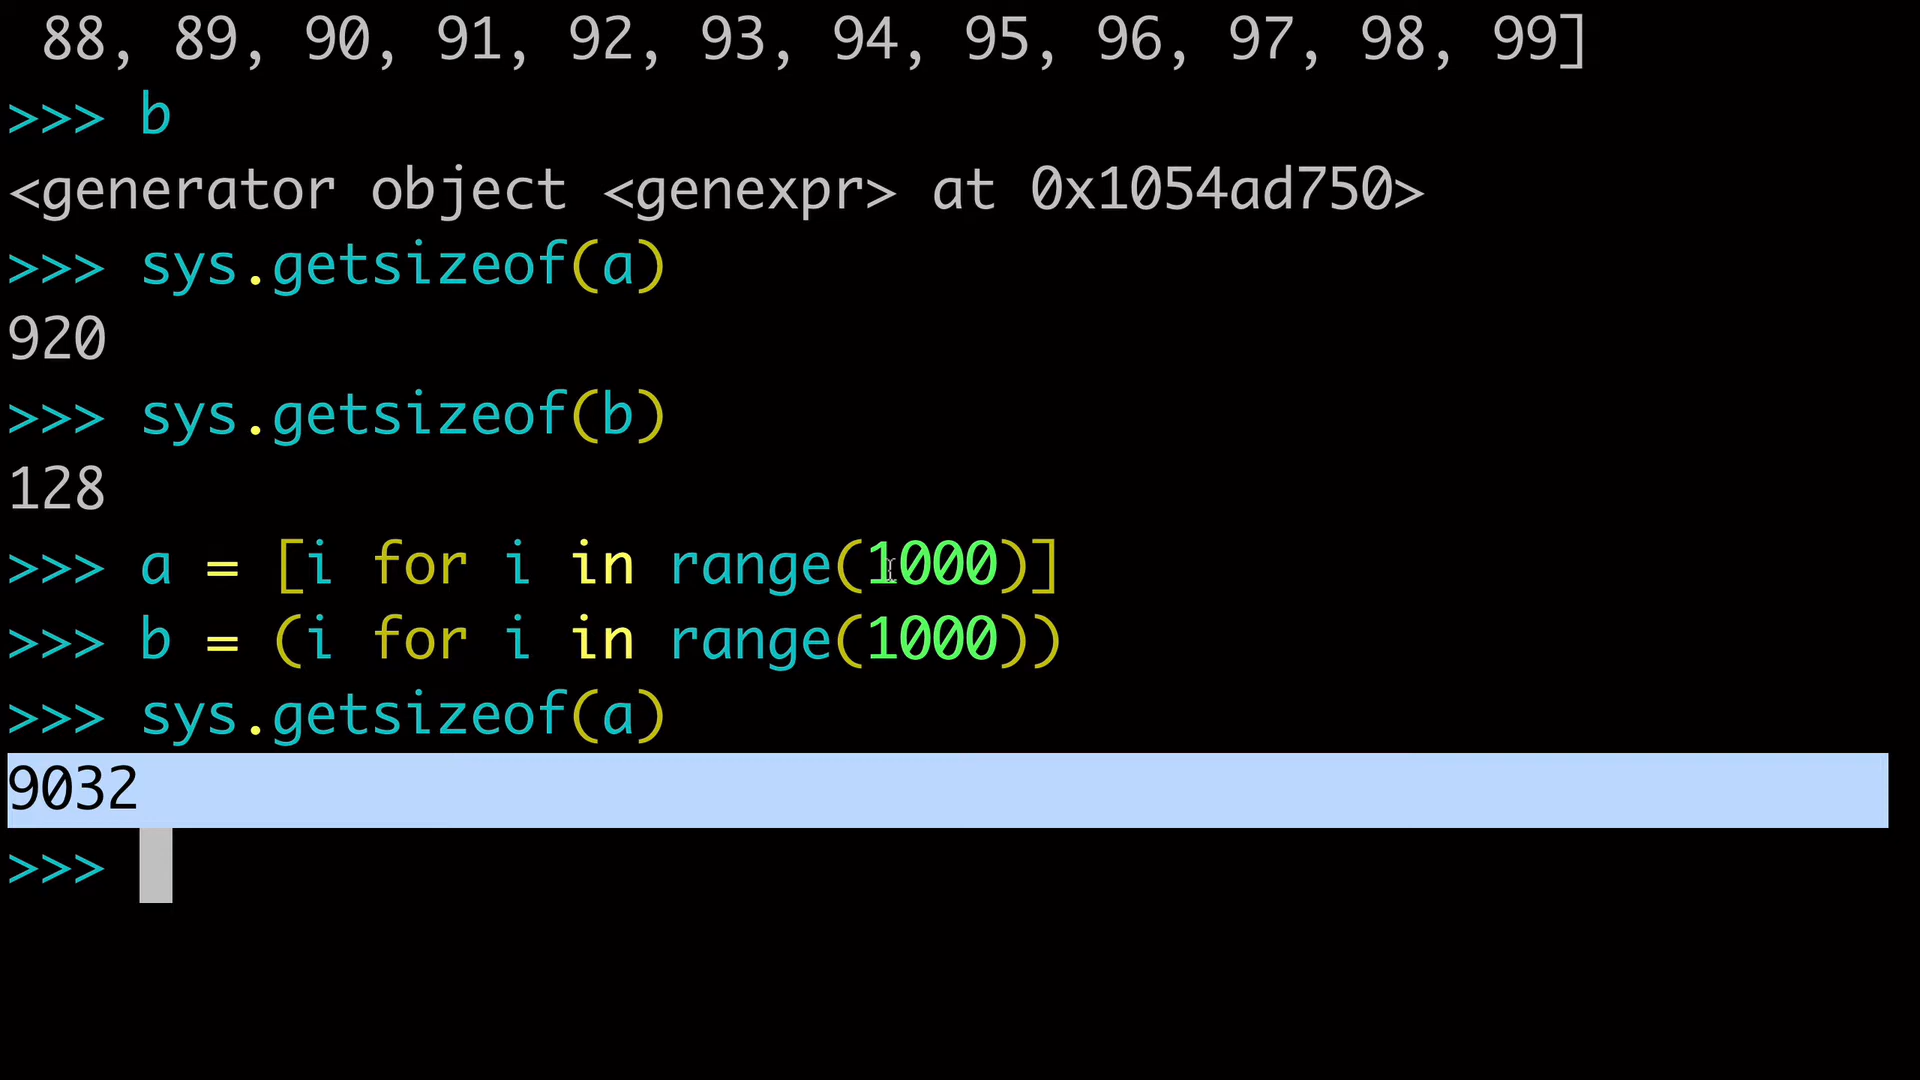 88, 89, 90, 91, 92, 93, 94, 95, 96, 97, 98, 99]
>>> b
<generator object <genexpr> at 0x1054ad750>
>>> sys.getsizeof(a)
920
>>> sys.getsizeof(b)
128
>>> a = [i for i in range(1000)]
>>> b = (i for i in range(1000))
>>> sys.getsizeof(a)
9032
>>>